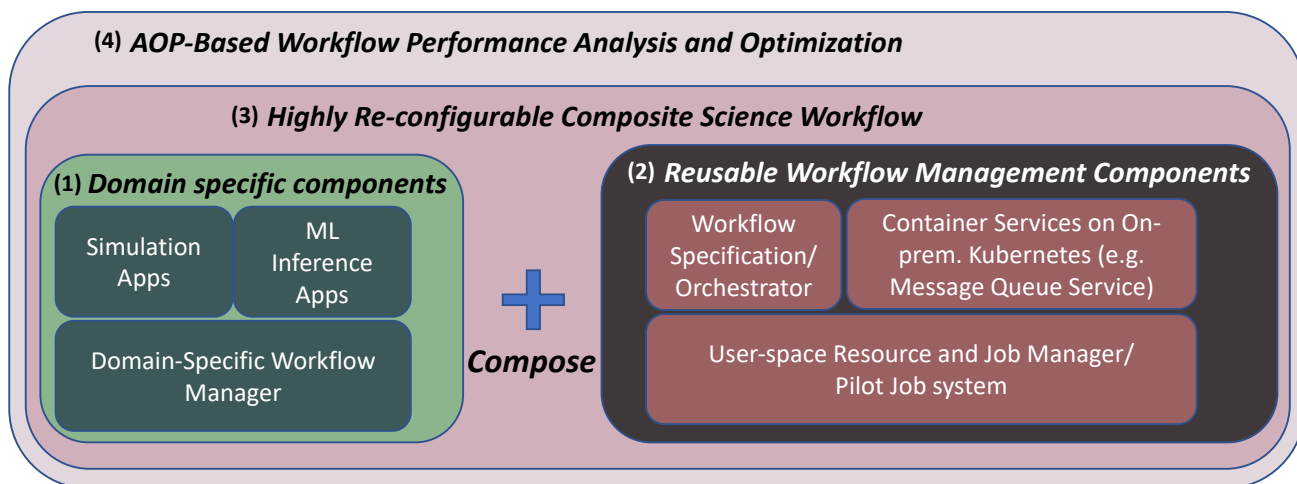 (4) AOP-Based Workflow Performance Analysis and Optimization
(3) Highly Re-configurable Composite Science Workflow
(1) Domain specific components
Simulation
Apps
ML
Inference
Apps
Domain-Specific Workflow
Manager
Compose
(2) Reusable Workflow Management Components
Workflow
Specification/
Orchestrator
Container Services on On-
prem. Kubernetes (e.g.
Message Queue Service)
User-space Resource and Job Manager/
Pilot Job system